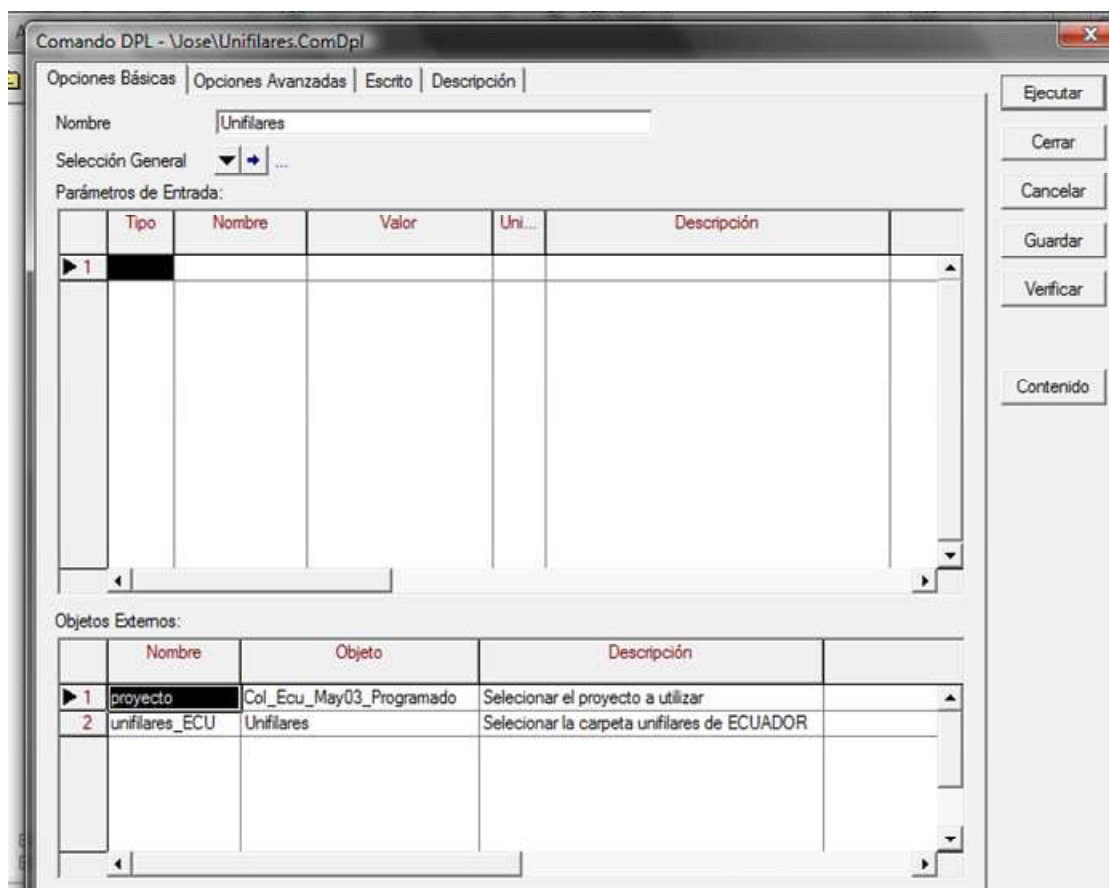 Comando DPL - \Jose\Unifilares.ComDpl
Opciones Básicas Opciones Avanzadas Escrito Descripción
Ejecutar
Nombre Unifilares
Cerrar
Selección General ...
Parámetros de Entrada:
Cancelar
Tipo Nombre Valor Uni... Descripción
Guardar
1
Verificar
Contenido
Objetos Externos:
Nombre Objeto Descripción
1 proyecto Col_Ecu_May03_Programado Selecionar el proyecto a utilizar
2 unifilares_ECU Unifilares Selecionar la carpeta unifilares de ECUADOR